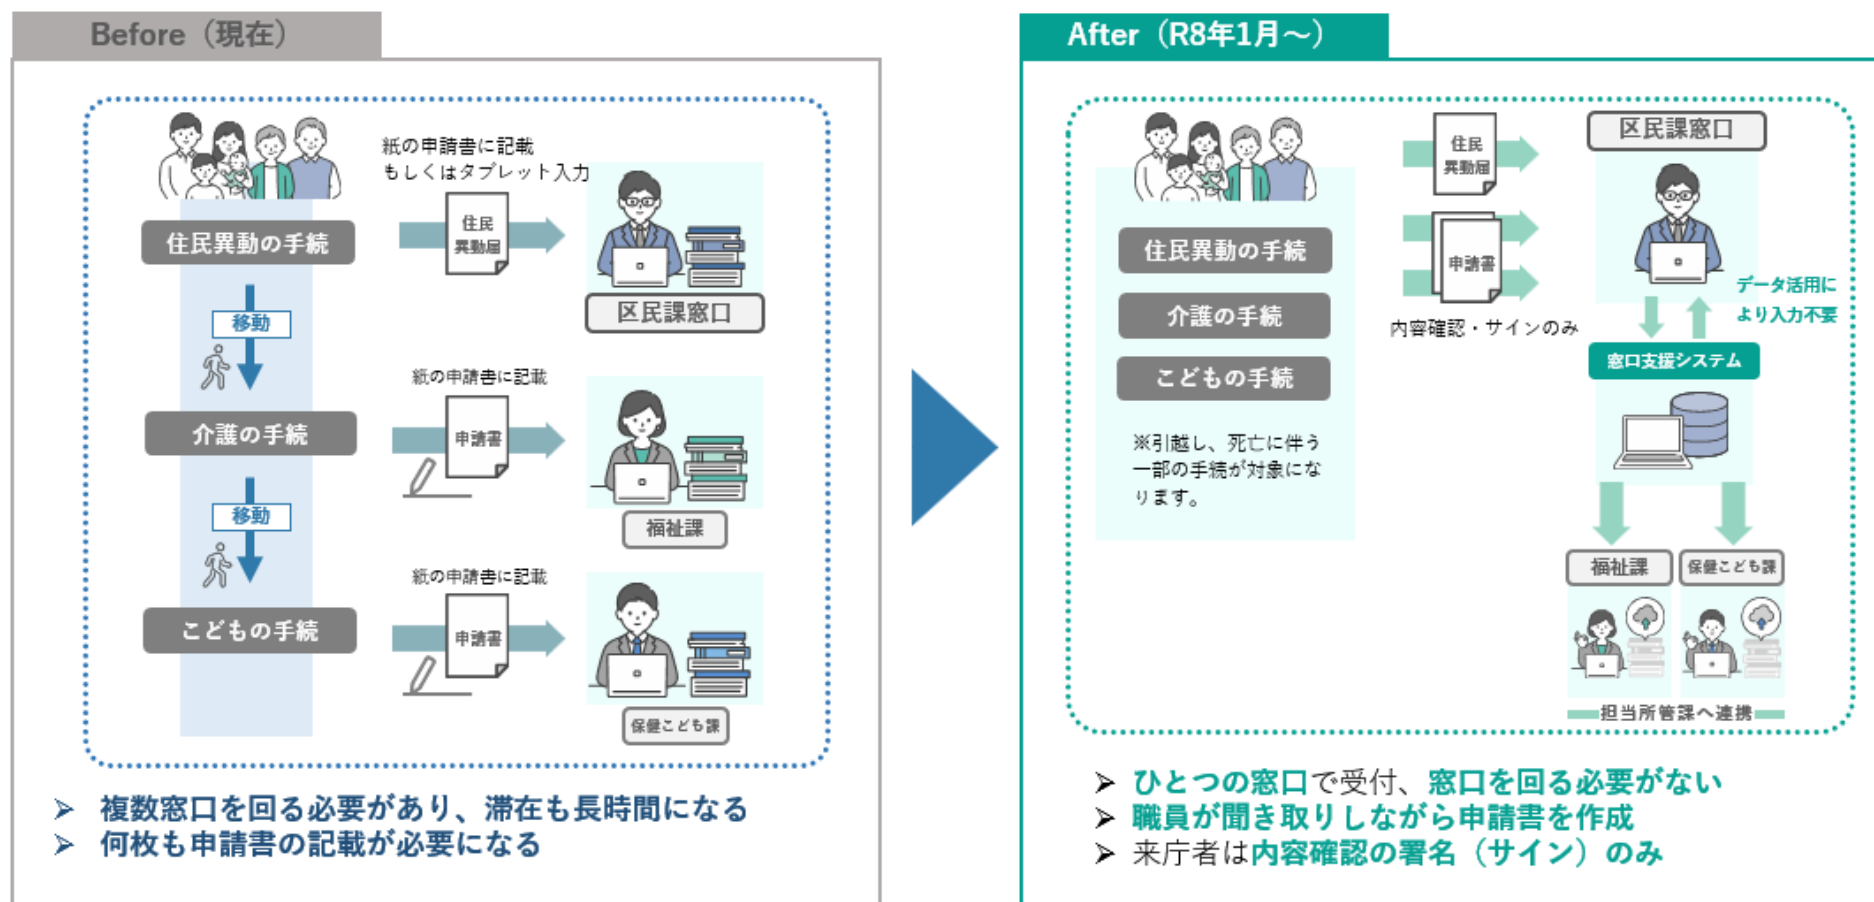 Before（現在）
紙の申請書に記載
もしくはタブレット入力
住民異動の手続
住民
異動届
区民課窓口
移動
紙の申請書に記載
介護の手続
申請書
福祉課
移動
紙の申請書に記載
こどもの手続
申請書
保健こども課
➢ 複数窓口を回る必要があり、滞在も長時間になる
➢ 何枚も申請書の記載が必要になる
After（R8年1月～）
住民異動の手続
介護の手続
こどもの手続
※引越し、死亡に伴う
一部の手続が対象にな
ります。
住民
異動届
申請書
内容確認・サインのみ
区民課窓口
データ活用に
より入力不要
窓口支援システム
福祉課
保健こども課
担当所管課へ連携
➢ ひとつの窓口で受付、窓口を回る必要がない
➢ 職員が聞き取りしながら申請書を作成
➢ 来庁者は内容確認の署名（サイン）のみ